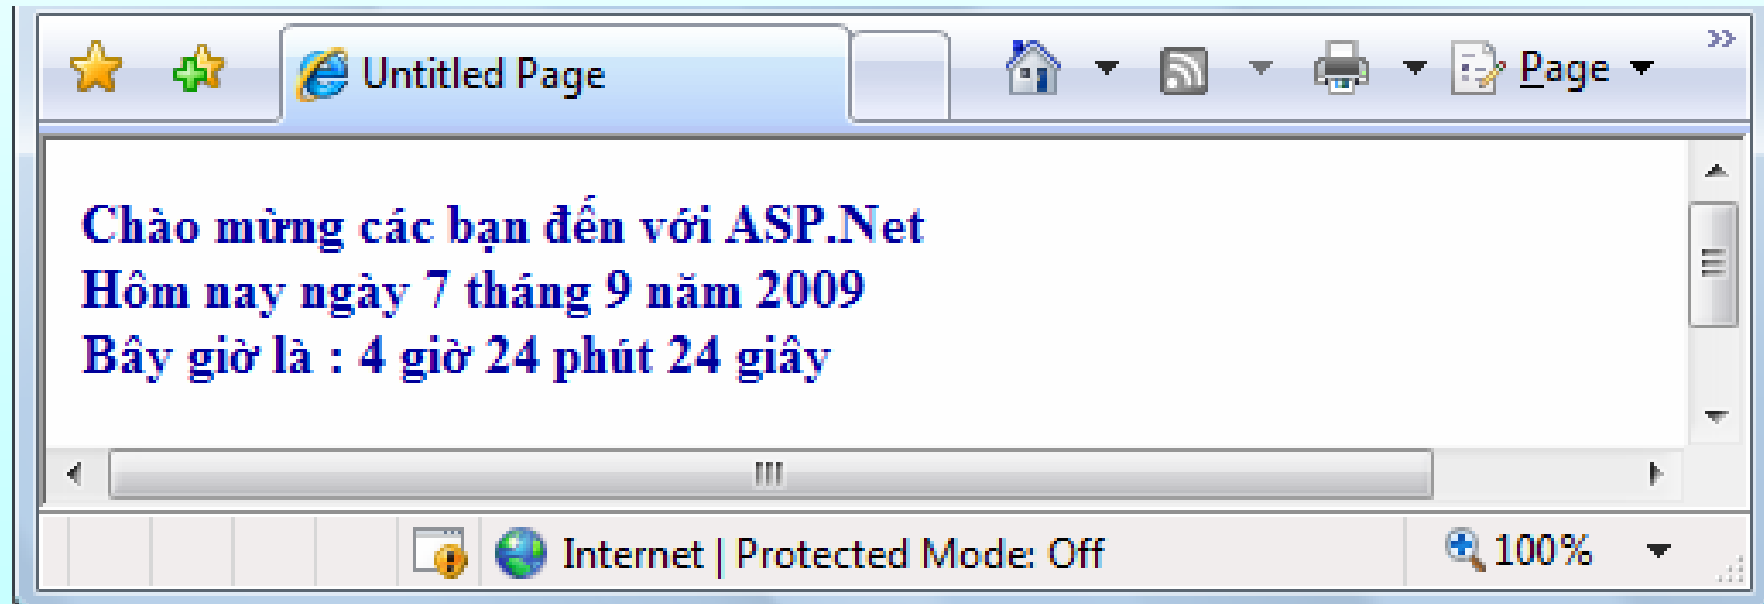 Untitled Page
Page
Chào mừng các bạn đến với ASP.Net
Hôm nay ngày 7 tháng 9 năm 2009
Bây giờ là : 4 giờ 24 phút 24 giây
Internet | Protected Mode: Off
100%